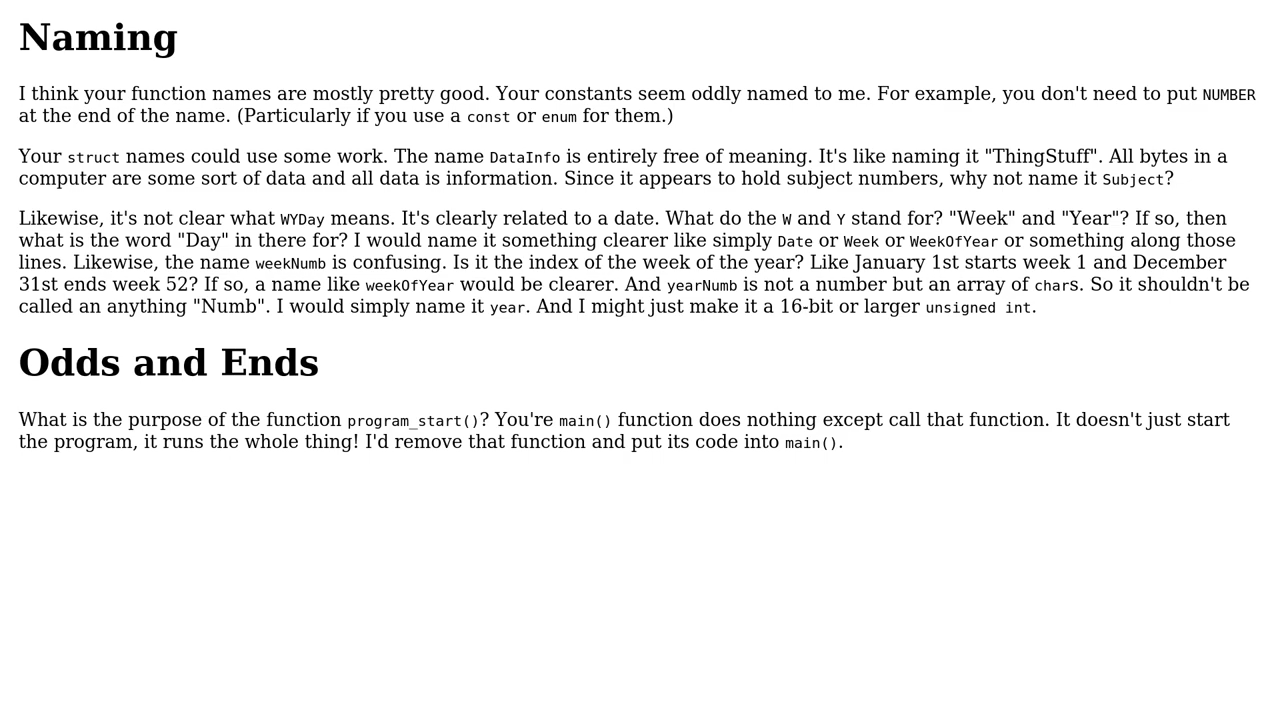 Naming
I think your function names are mostly pretty good. Your constants seem oddly named to me. For example, you don't need to put NUMBER
at the end of the name. (Particularly if you use a const or enum for them.)
Your struct names could use some work. The name DataInfo is entirely free of meaning. It's like naming it "ThingStuff". All bytes in a
computer are some sort of data and all data is information. Since it appears to hold subject numbers, why not name it Subject?
Likewise, it's not clear what WYDay means. It's clearly related to a date. What do the W and Y stand for? "Week" and "Year"? If so, then
what is the word "Day" in there for? I would name it something clearer like simply Date or Week or WeekOfYear or something along those
lines. Likewise, the name weekNumb is confusing. Is it the index of the week of the year? Like January 1st starts week 1 and December
31st ends week 52? If so, a name like weekOfYear would be clearer. And yearNumb is not a number but an array of chars. So it shouldn't be
called an anything "Numb". I would simply name it year. And I might just make it a 16-bit or larger unsigned int.
Odds and Ends
What is the purpose of the function program_start()? You're main() function does nothing except call that function. It doesn't just start
the program, it runs the whole thing! I'd remove that function and put its code into main().